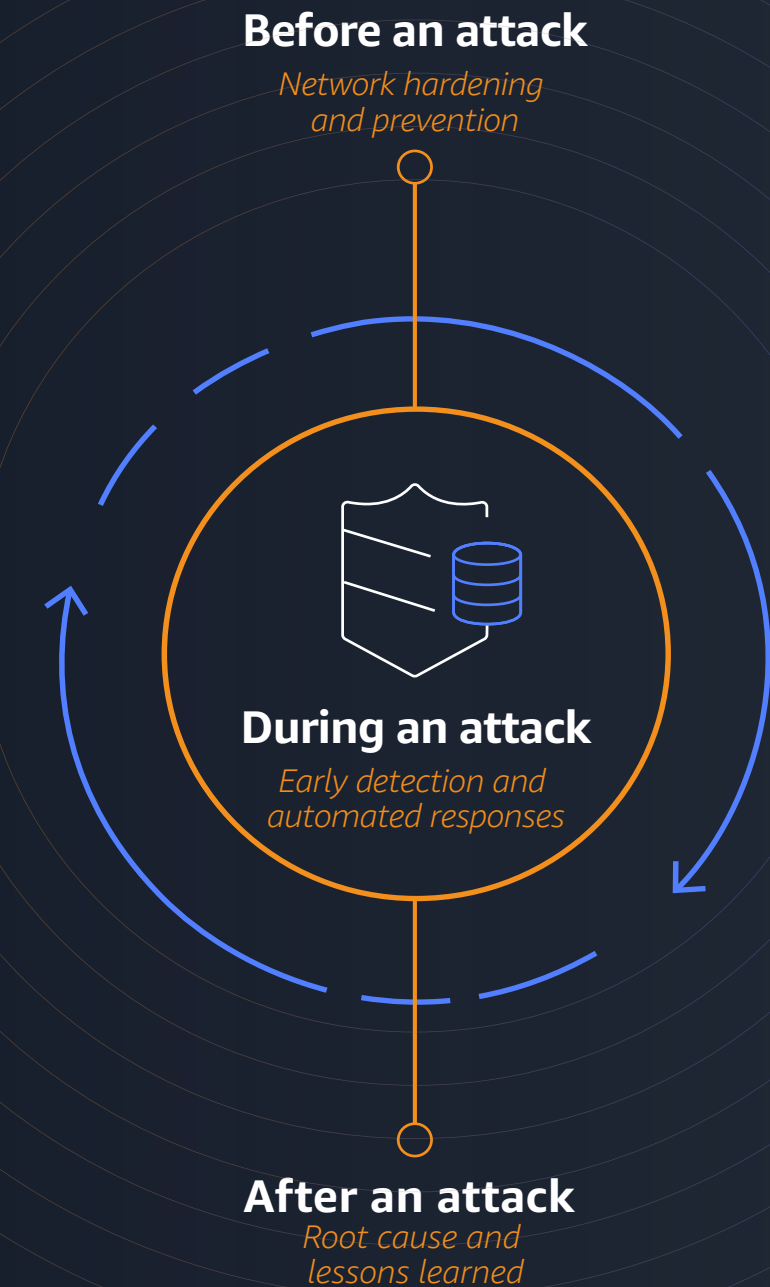 Before an attack
Network hardening
and prevention
During an attack
Early detection and
automated responses
After an attack
Root cause and
lessons learned